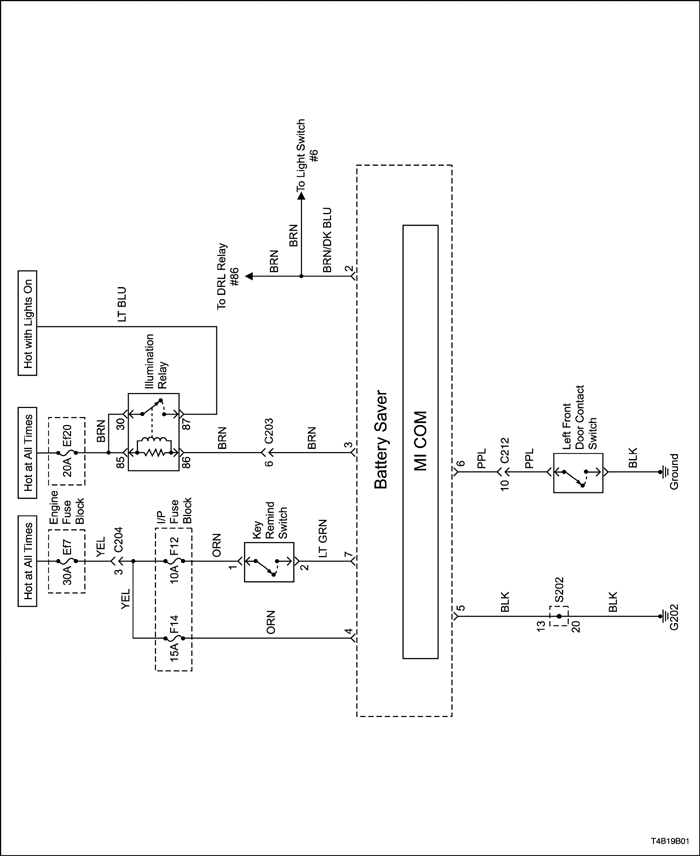 Hot at All Times
Hot at All Times
Hot with Lights On
Engine
Fuse
Block
30A
Ef7
20A
Ef20
YEL
3
C204
YEL
I/P
Fuse
Block
15A
F14
10A
F12
BRN
85
30
86
87
Illumination
Relay
LT BLU
To DRL Relay
#86
BRN
BRN
To Light Switch
#6
BRN/DK BLU
ORN
ORN
1
2
Key
Remind
Switch
LT GRN
BRN
6
C203
BRN
4
7
3
2
Battery Saver
MI COM
5
6
BLK
13
S202
20
BLK
G202
PPL
10
C212
PPL
Left Front
Door Contact
Switch
BLK
Ground
T4B19B01